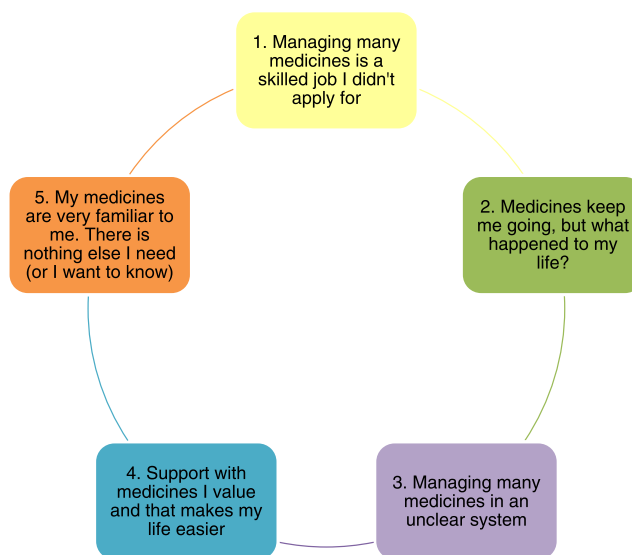 1. Managing many
medicines is a
skilled job I didn't
apply for
2. Medicines keep
me going, but what
happened to my
life?
3. Managing many
medicines in an
unclear system
4. Support with
medicines I value
and that makes my
life easier
5. My medicines
are very familiar to
me. There is
nothing else I need
(or I want to know)